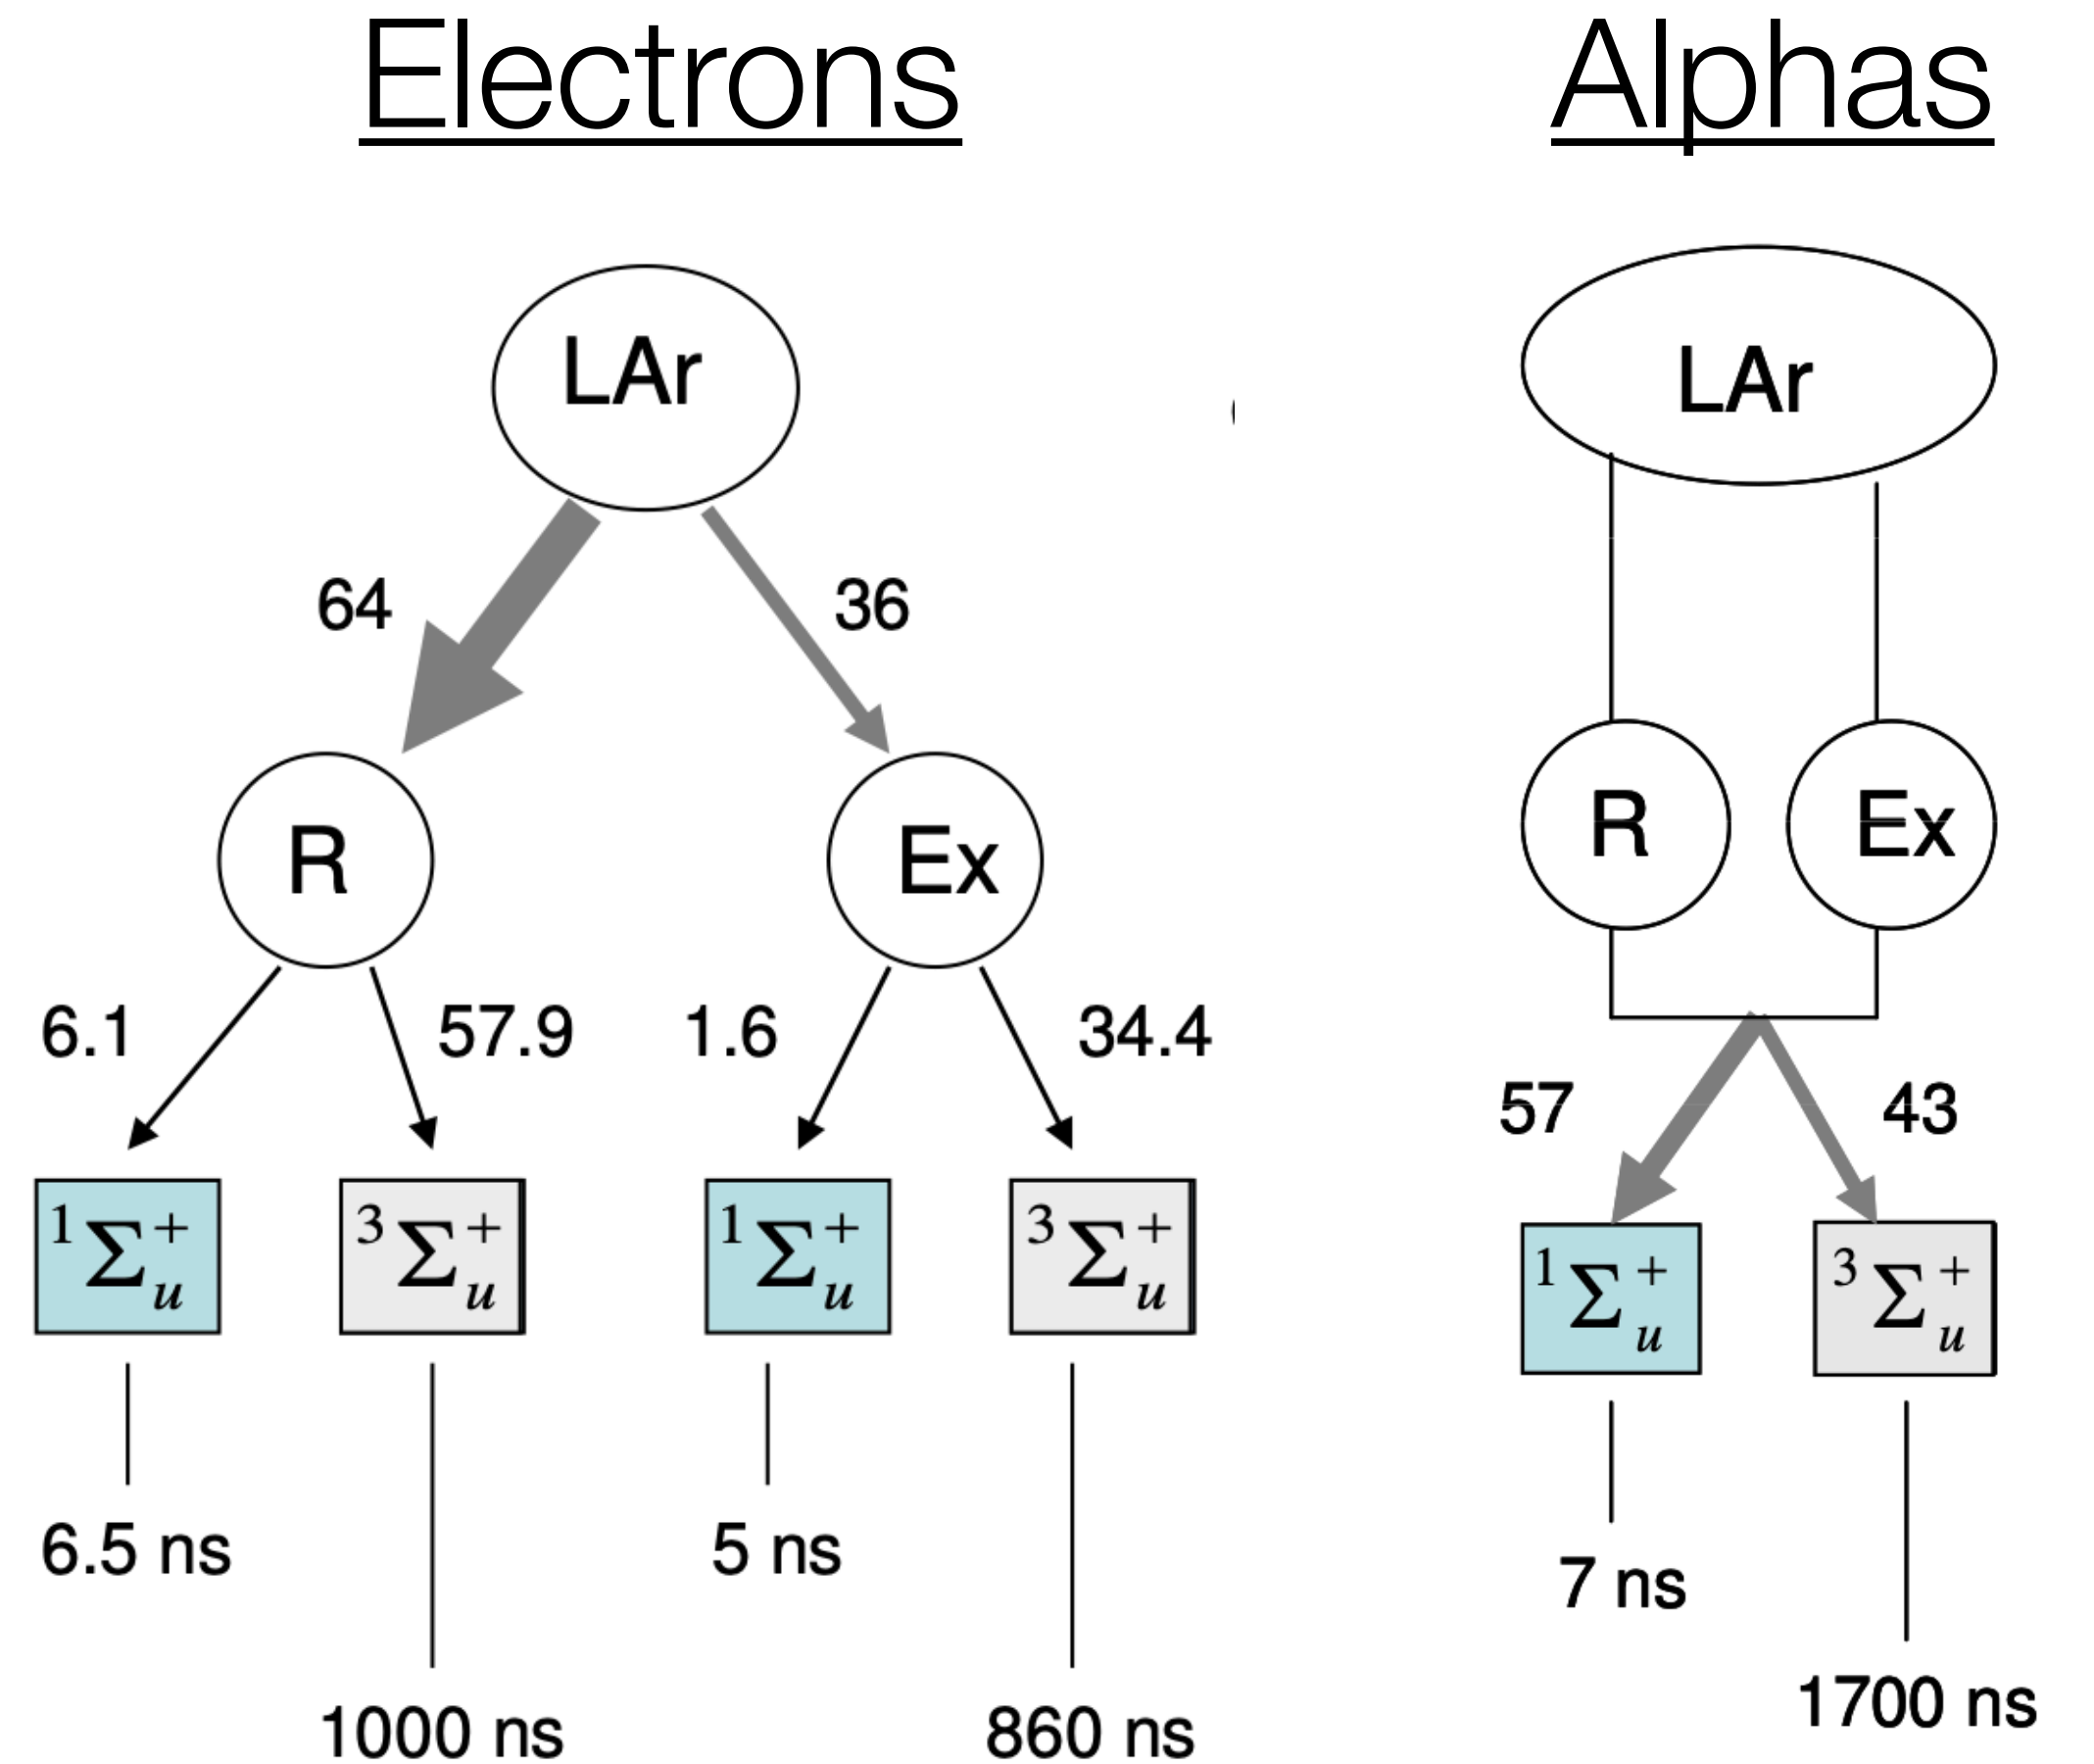 Electrons
Alphas
LAr
LAr
64
36
R
Ex
R
Ex
6.1
57.9
1.6
34.4
57
43
¹Σᵤ⁺
³Σᵤ⁺
¹Σᵤ⁺
³Σᵤ⁺
¹Σᵤ⁺
³Σᵤ⁺
6.5 ns
5 ns
7 ns
1000 ns
860 ns
1700 ns